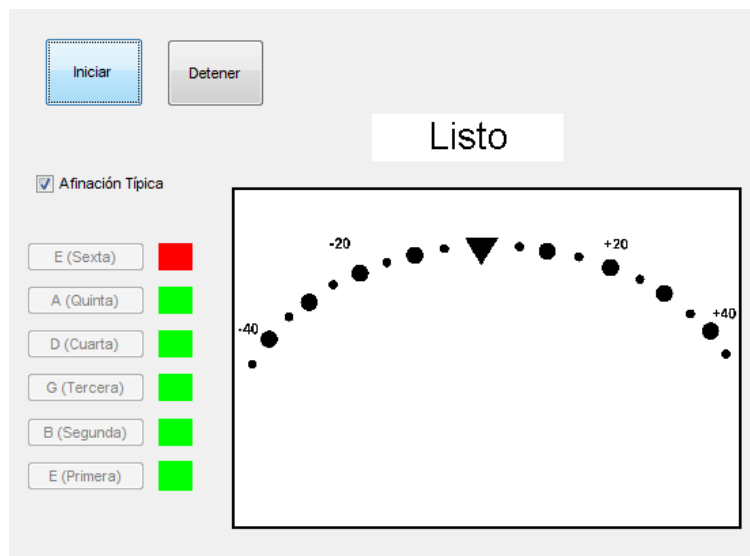 Iniciar
Detener
Listo
Afinación Típica
-20
+20
-40
+40
E (Sexta)
A (Quinta)
D (Cuarta)
G (Tercera)
B (Segunda)
E (Primera)